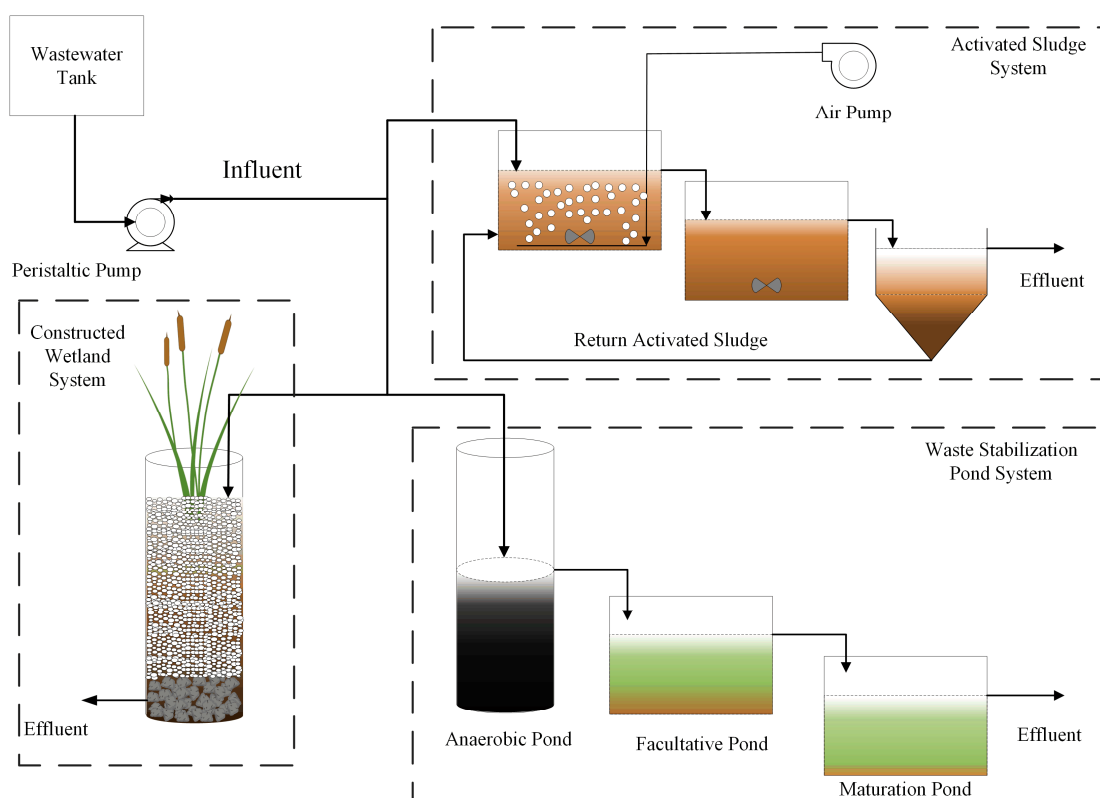 Wastewater
Tank
Activated Sludge
System
Air Pump
Influent
Peristaltic Pump
Effluent
Constructed
Wetland
System
Return Activated Sludge
Waste Stabilization
Pond System
Effluent
Anaerobic Pond
Facultative Pond
Effluent
Maturation Pond